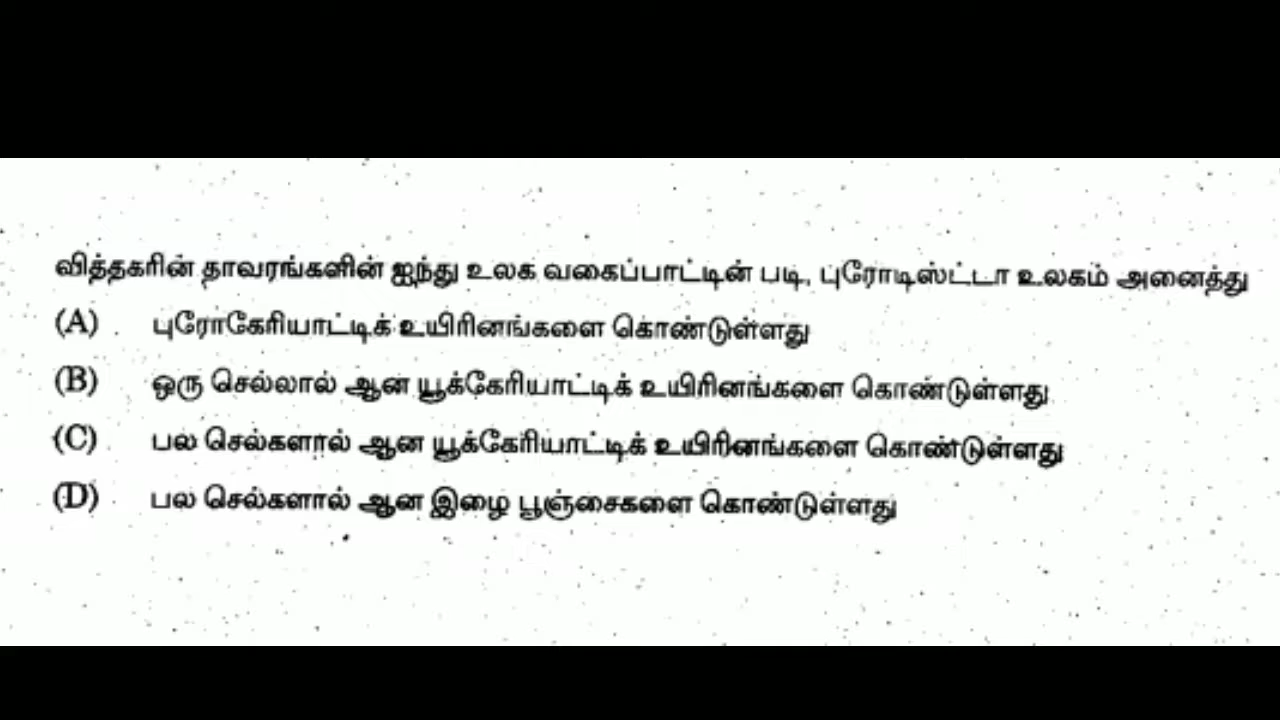 வித்தகரின் தாவரங்களின் ஐந்து உலக வகைப்பாட்டின் படி, புரோடிஸ்ட்டா உலகம் அனைத்து
(A) புரோகேரியாட்டிக் உயிரினங்களை கொண்டுள்ளது
(B) ஒரு செல்லால் ஆன யூக்கேரியாட்டிக் உயிரினங்களை கொண்டுள்ளது
(C) பல செல்களால் ஆன யூக்கேரியாட்டிக் உயிரினங்களை கொண்டுள்ளது
(D) பல செல்களால் ஆன இழை பூஞ்சைகளை கொண்டுள்ளது